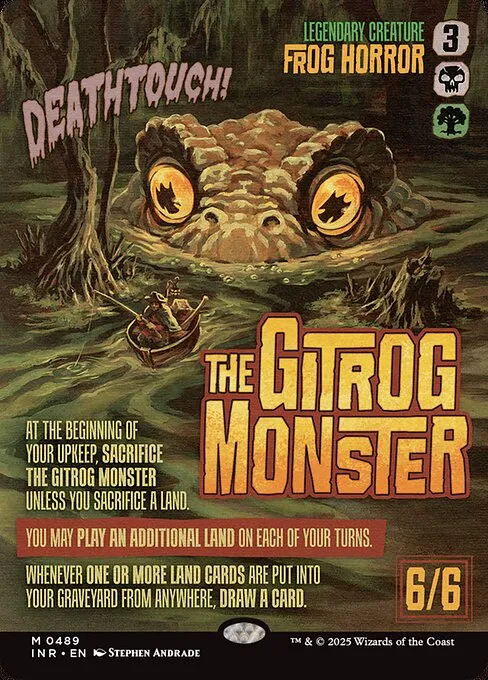 LEGENDARY CREATURE
FROG HORROR
3
DEATHTOUCH!
THE GITROG
MONSTER
AT THE BEGINNING OF
YOUR UPKEEP, SACRIFICE
THE GITROG MONSTER
UNLESS YOU SACRIFICE A LAND.
YOU MAY PLAY AN ADDITIONAL LAND ON EACH OF YOUR TURNS.
WHENEVER ONE OR MORE LAND CARDS ARE PUT INTO
YOUR GRAVEYARD FROM ANYWHERE, DRAW A CARD.
6/6
M 0489
INR • EN STEPHEN ANDRADE
™ & © 2025 Wizards of the Coast